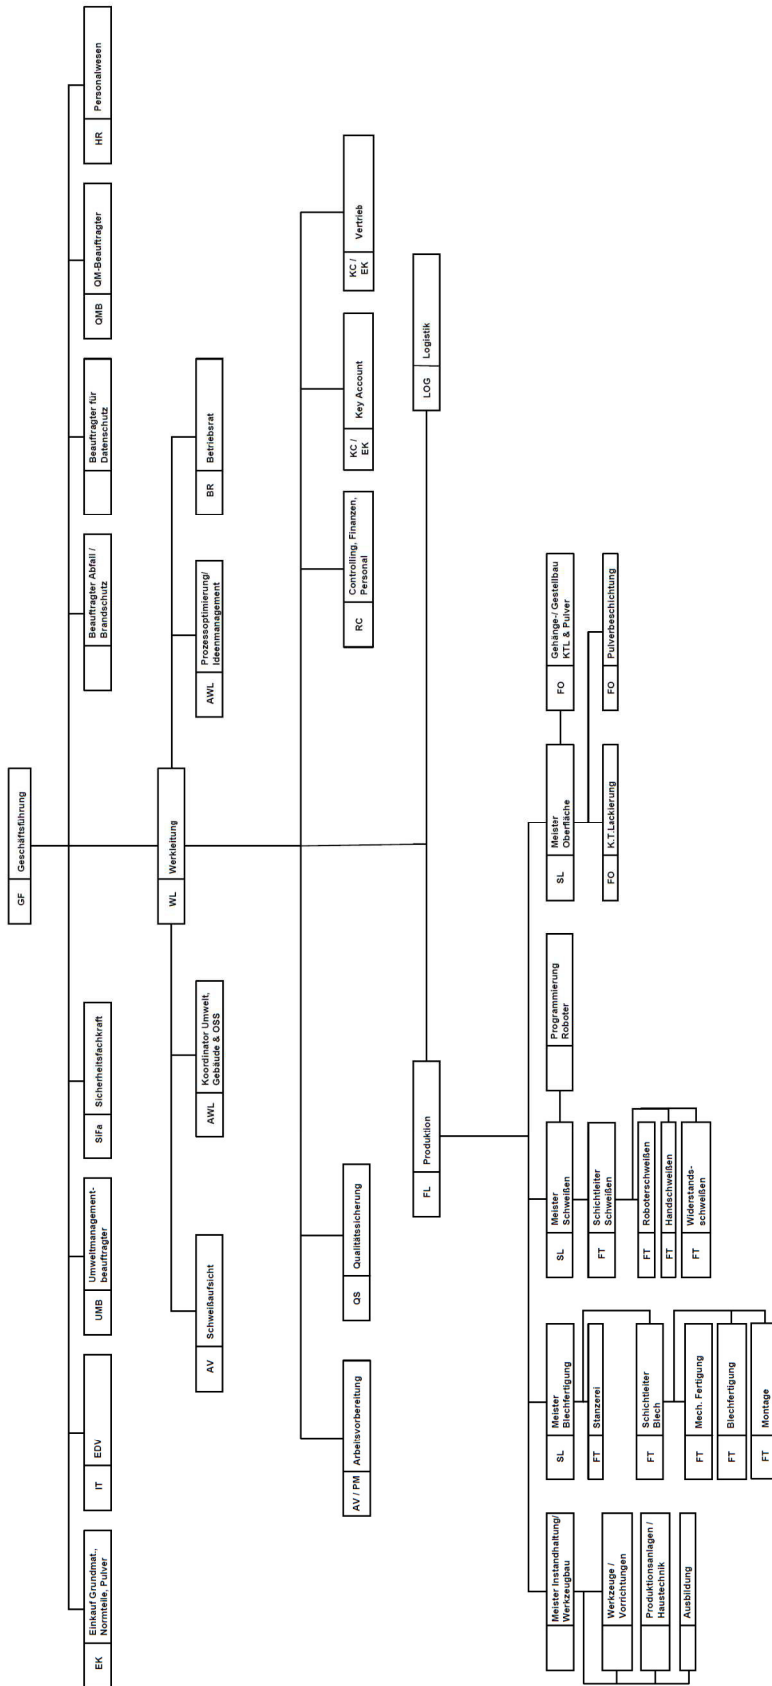 GF
Geschäftsführung
EK
Einkauf Grundmat.,
Normteile, Pulver
IT
EDV
UMB
Umweltmanagement-
beauftragter
SiFa
Sicherheitsfachkraft
Beauftragter Abfall /
Brandschutz
Beauftragter für
Datenschutz
QMB
QM-Beauftragter
HR
Personalwesen
WL
Werkleitung
AV
Schweißaufsicht
AWL
Koordinator Umwelt,
Gebäude & OSS
AWL
Prozessoptimierung/
Ideenmanagement
BR
Betriebsrat
AV / PM
Arbeitsvorbereitung
QS
Qualitätssicherung
RC
Controlling, Finanzen,
Personal
KC /
EK
Key Account
KC /
EK
Vertrieb
FL
Produktion
LOG
Logistik
Meister Instandhaltung/
Werkzeugbau
Werkzeuge /
Vorrichtungen
Produktionsanlagen /
Haustechnik
Ausbildung
SL
Meister
Blechfertigung
FT
Stanzerei
FT
Schichtleiter
Blech
FT
Mech. Fertigung
FT
Blechfertigung
FT
Montage
SL
Meister
Schweißen
Programmierung
Roboter
FT
Schichtleiter
Schweißen
FT
Roboterschweißen
FT
Handschweißen
FT
Widerstands-
schweißen
SL
Meister
Oberfläche
FO
Gehänge-/ Gestellbau
KTL & Pulver
FO
K.T.Lackierung
FO
Pulverbeschichtung